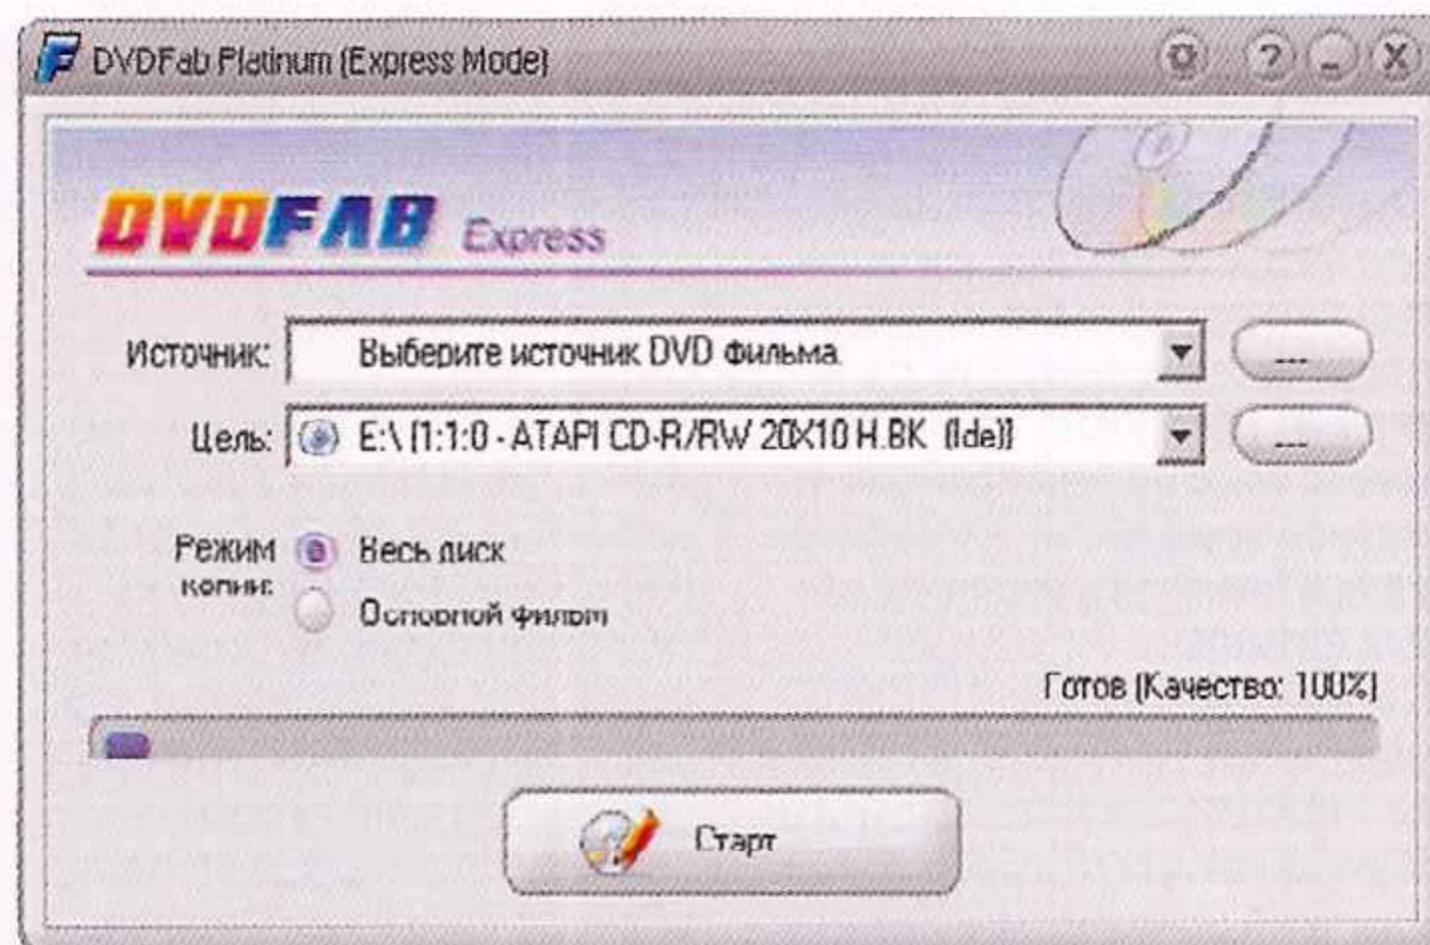 DVDFab Platinum (Express Mode)
DVDFAB Express
Источник: Выберите источник DVD фильма. ...
Цель: E:\ [1:1:0 - ATAPI CD-R/RW 20X10 H.BK (Ide)] ...
Режим копии: Весь диск
Основной фильм
Готов (Качество: 100%)
Старт